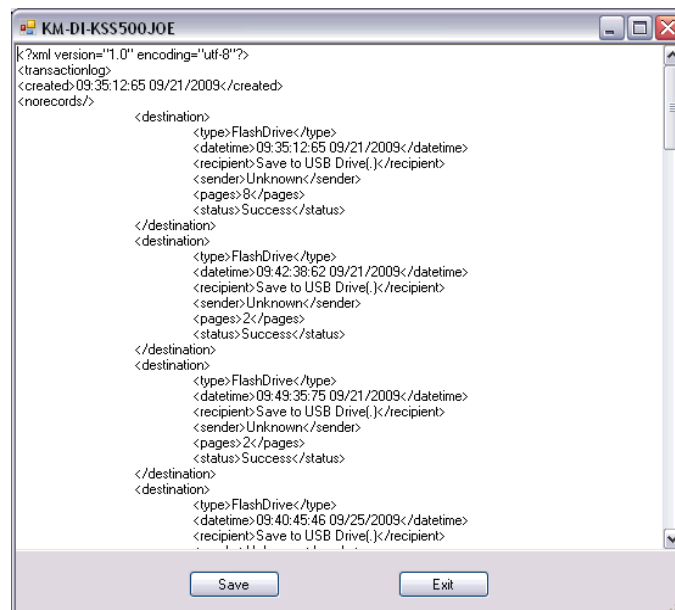 KM-DI-KSS500JOE
<?xml version="1.0" encoding="utf-8"?>
<transactionlog>
<created>09:35:12:65 09/21/2009</created>
<norecords/>
<destination>
<type>FlashDrive</type>
<datetime>09:35:12:65 09/21/2009</datetime>
<recipient>Save to USB Drive(.)</recipient>
<sender>Unknown</sender>
<pages>8</pages>
<status>Success</status>
</destination>
<destination>
<type>FlashDrive</type>
<datetime>09:42:38:62 09/21/2009</datetime>
<recipient>Save to USB Drive(.)</recipient>
<sender>Unknown</sender>
<pages>2</pages>
<status>Success</status>
</destination>
<destination>
<type>FlashDrive</type>
<datetime>09:49:35:75 09/21/2009</datetime>
<recipient>Save to USB Drive(.)</recipient>
<sender>Unknown</sender>
<pages>2</pages>
<status>Success</status>
</destination>
<destination>
<type>FlashDrive</type>
<datetime>09:40:45:46 09/25/2009</datetime>
<recipient>Save to USB Drive(.)</recipient>
Save
Exit